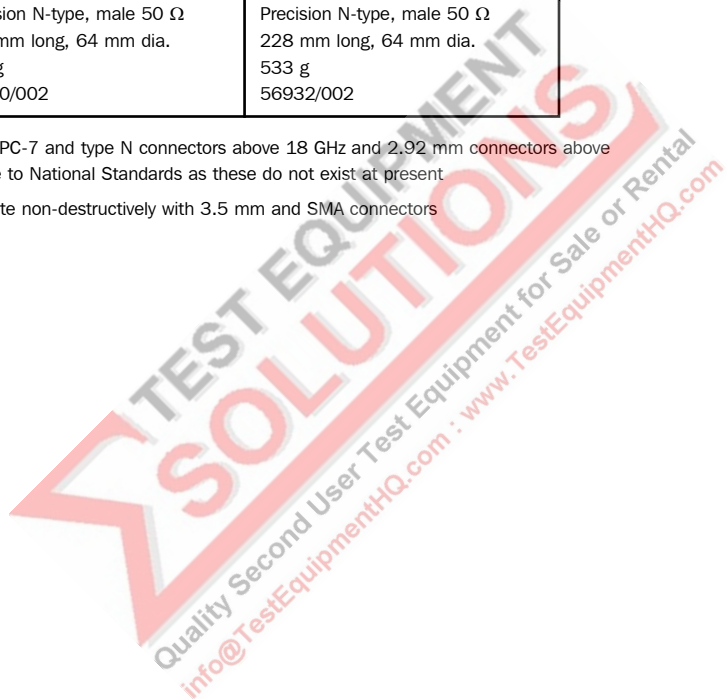 sion N-type, male 50 Ω
Precision N-type, male 50 Ω
mm long, 64 mm dia.
228 mm long, 64 mm dia.
g
533 g
0/002
56932/002
PC-7 and type N connectors above 18 GHz and 2.92 mm connectors above
e to National Standards as these do not exist at present
te non-destructively with 3.5 mm and SMA connectors
TEST EQUIPMENT
SOLUTIONS
Quality Second User Test Equipment for Sale or Rental
info@TestEquipmentHQ.com : www.TestEquipmentHQ.com